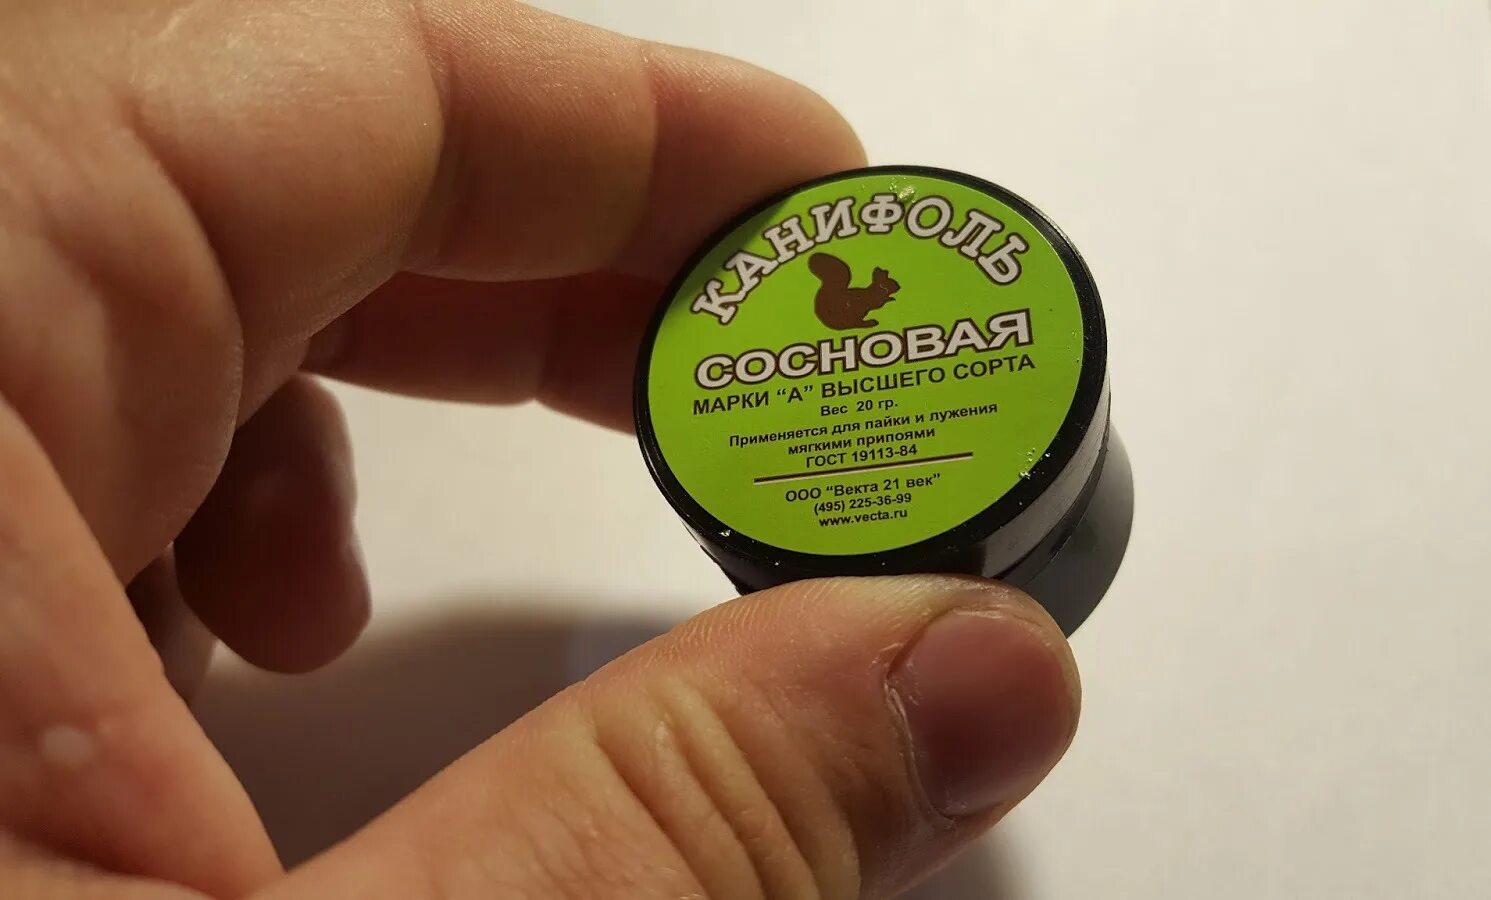 КАНИФОЛЬ
СОСНОВАЯ
МАРКИ "А" ВЫСШЕГО СОРТА
Вес 20 гр.
Применяется для пайки и лужения
мягкими припоями
ГОСТ 19113-84
ООО "Векта 21 век"
(495) 225-36-99
www.vecta.ru